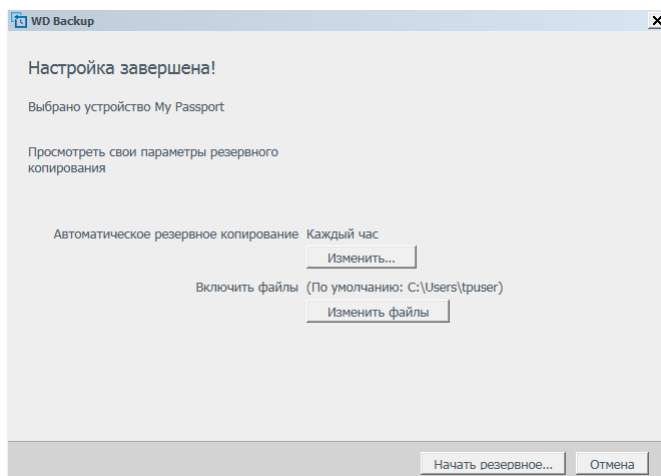 WD Backup
Настройка завершена!
Выбрано устройство My Passport
Просмотреть свои параметры резервного
копирования
Автоматическое резервное копирование Каждый час
Изменить...
Включить файлы (По умолчанию: C:\Users\tpuser)
Изменить файлы
Начать резервное... Отмена